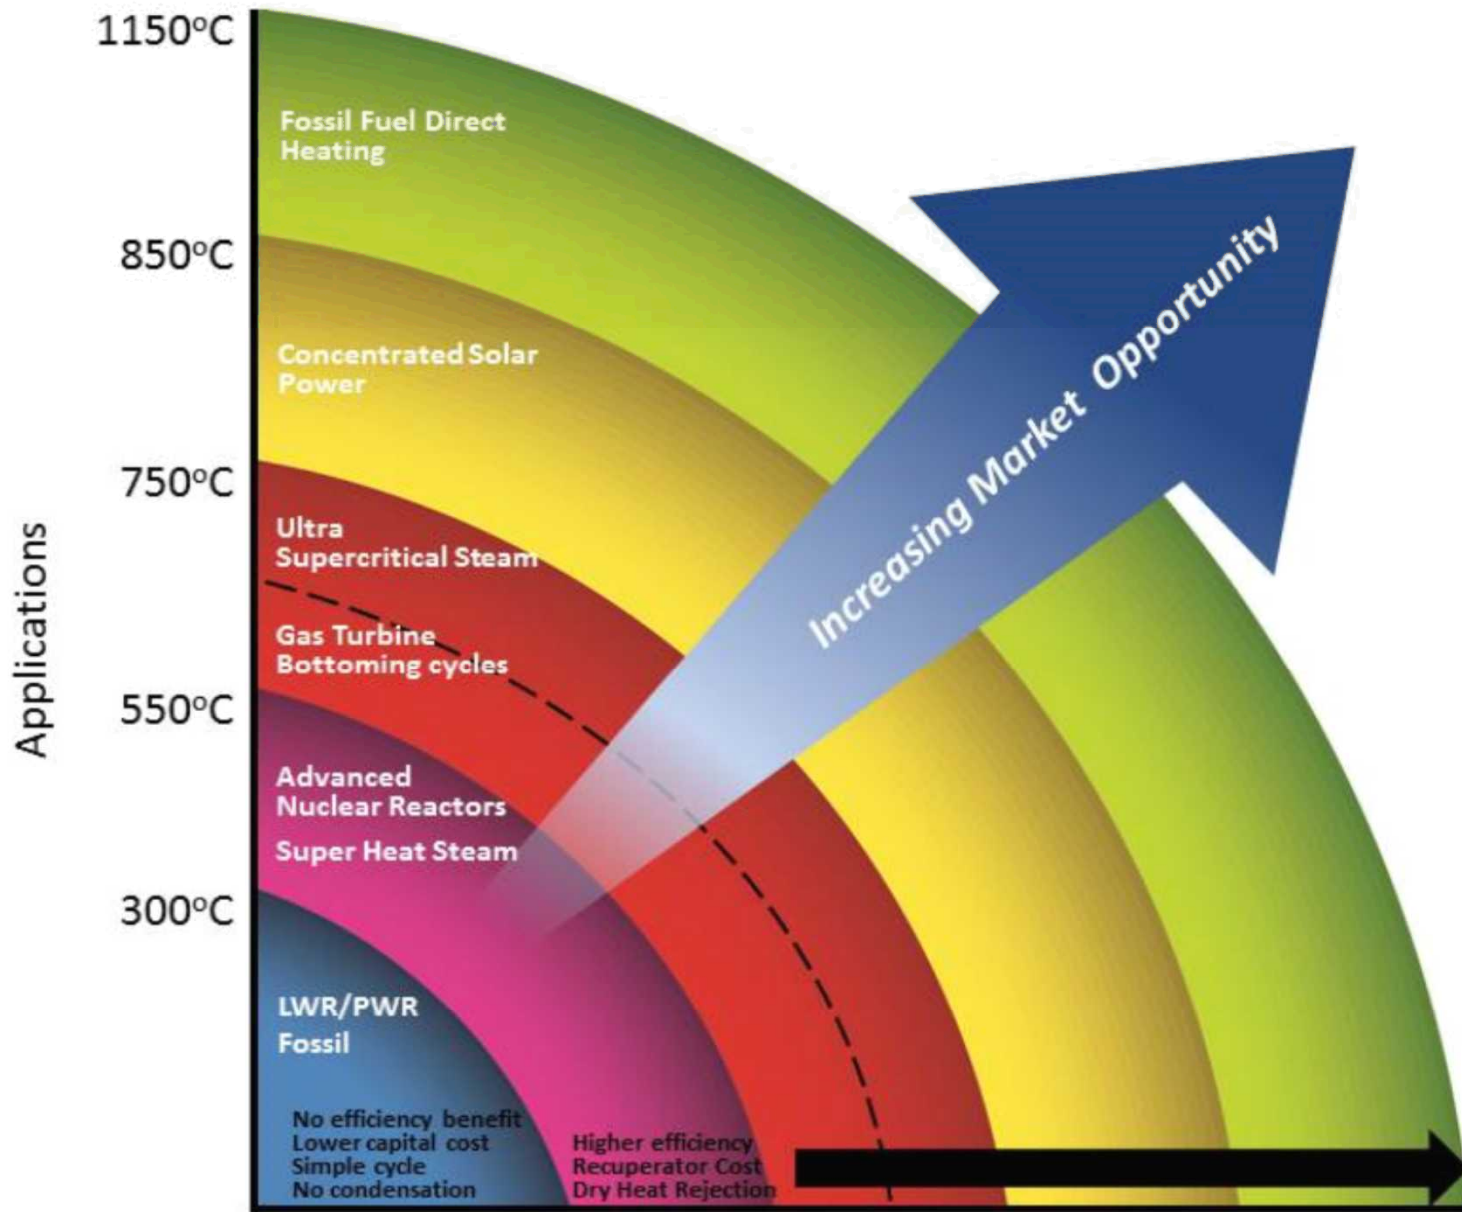 1150°C
Fossil Fuel Direct
Heating
850°C
Concentrated Solar
Power
750°C
Ultra
Supercritical Steam
Gas Turbine
Bottoming cycles
550°C
Advanced
Nuclear Reactors
Super Heat Steam
300°C
LWR/PWR
Fossil
No efficiency benefit
Lower capital cost
Simple cycle
No condensation
Higher efficiency
Recuperator Cost
Dry Heat Rejection
Increasing Market Opportunity
Applications